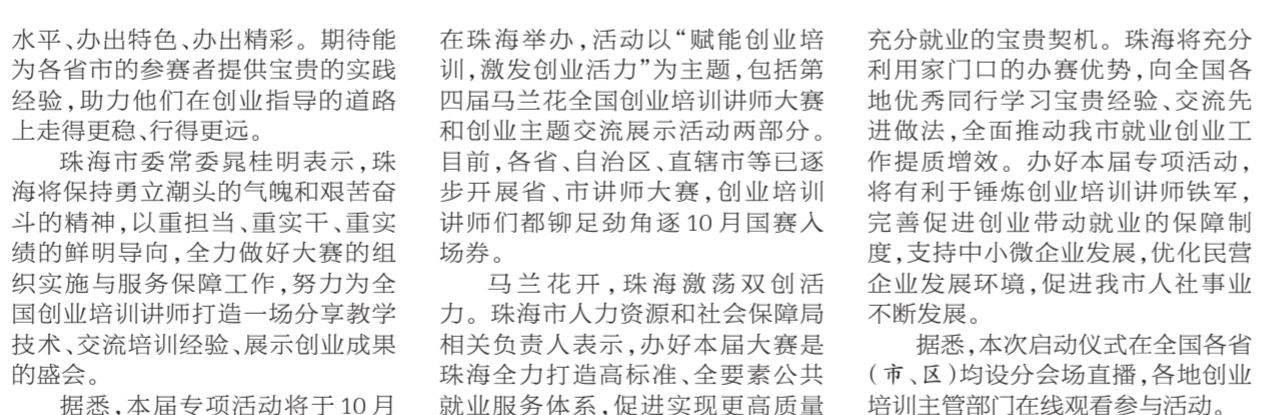 水平、办出特色、办出精彩。期待能
为各省市的参赛者提供宝贵的实践
经验，助力他们在创业指导的道路
上走得更稳、行得更远。
珠海市委常委晁桂明表示，珠
海将保持勇立潮头的气魄和艰苦奋
斗的精神，以重担当、重实干、重实
绩的鲜明导向，全力做好大赛的组
织实施与服务保障工作，努力为全
国创业培训讲师打造一场分享教学
技术、交流培训经验、展示创业成果
的盛会。
据悉，本届专项活动将于10月
在珠海举办，活动以“赋能创业培
训，激发创业活力”为主题，包括第
四届马兰花全国创业培训讲师大赛
和创业主题交流展示活动两部分。
目前，各省、自治区、直辖市等已逐
步开展省、市讲师大赛，创业培训
讲师们都铆足劲角逐10月国赛入
场券。
马兰花开，珠海激荡双创活
力。珠海市人力资源和社会保障局
相关负责人表示，办好本届大赛是
珠海全力打造高标准、全要素公共
就业服务体系，促进实现更高质量
充分就业的宝贵契机。珠海将充分
利用家门口的办赛优势，向全国各
地优秀同行学习宝贵经验、交流先
进做法，全面推动我市就业创业工
作提质增效。办好本届专项活动，
将有利于锤炼创业培训讲师铁军，
完善促进创业带动就业的保障制
度，支持中小微企业发展，优化民营
企业发展环境，促进我市人社事业
不断发展。
据悉，本次启动仪式在全国各省
（市、区）均设分会场直播，各地创业
培训主管部门在线观看参与活动。